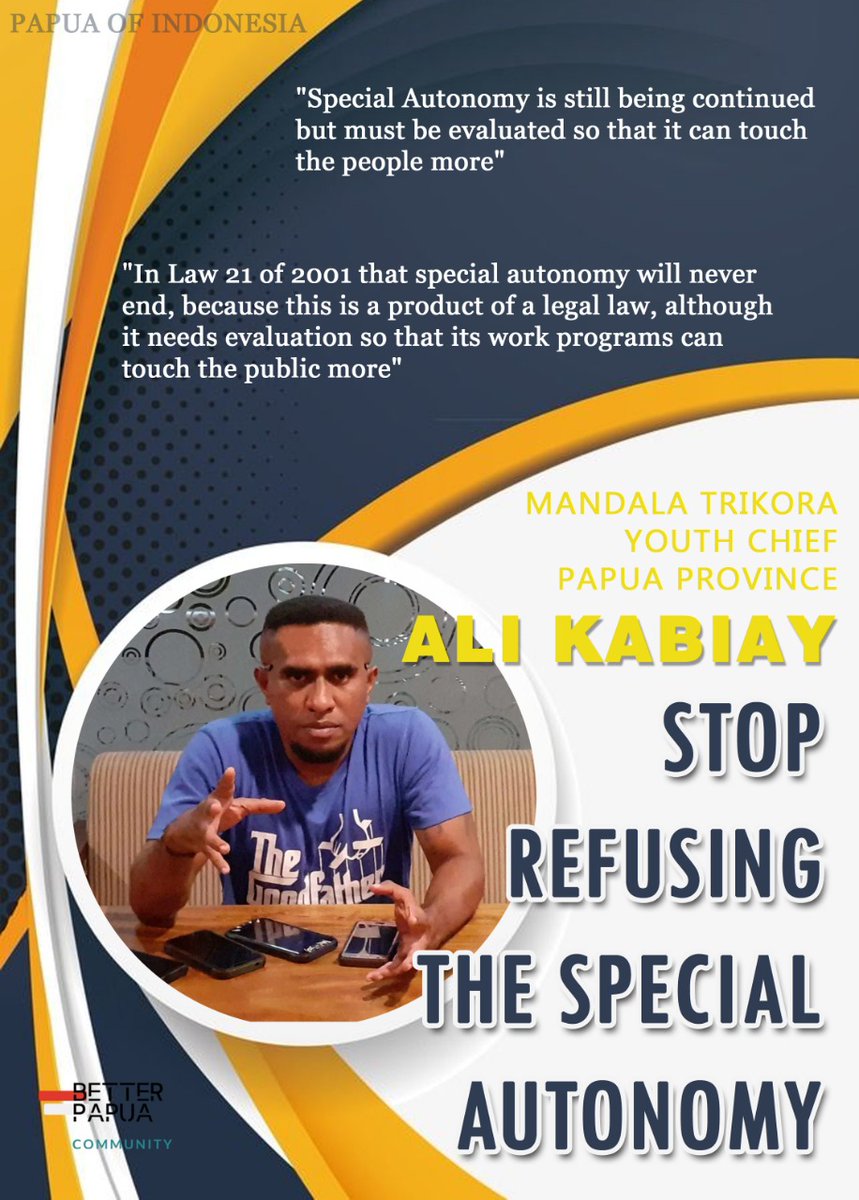 PAPUA OF INDONESIA
"Special Autonomy is still being continued
but must be evaluated so that it can touch
the people more"
"In Law 21 of 2001 that special autonomy will never
end, because this is a product of a legal law, although
it needs evaluation so that its work programs can
touch the public more"
MANDALA TRIKORA
YOUTH CHIEF
PAPUA PROVINCE
ALI KABIAY
STOP
REFUSING
THE SPECIAL
AUTONOMY
The
Godfather
BETTER
PAPUA
COMMUNITY